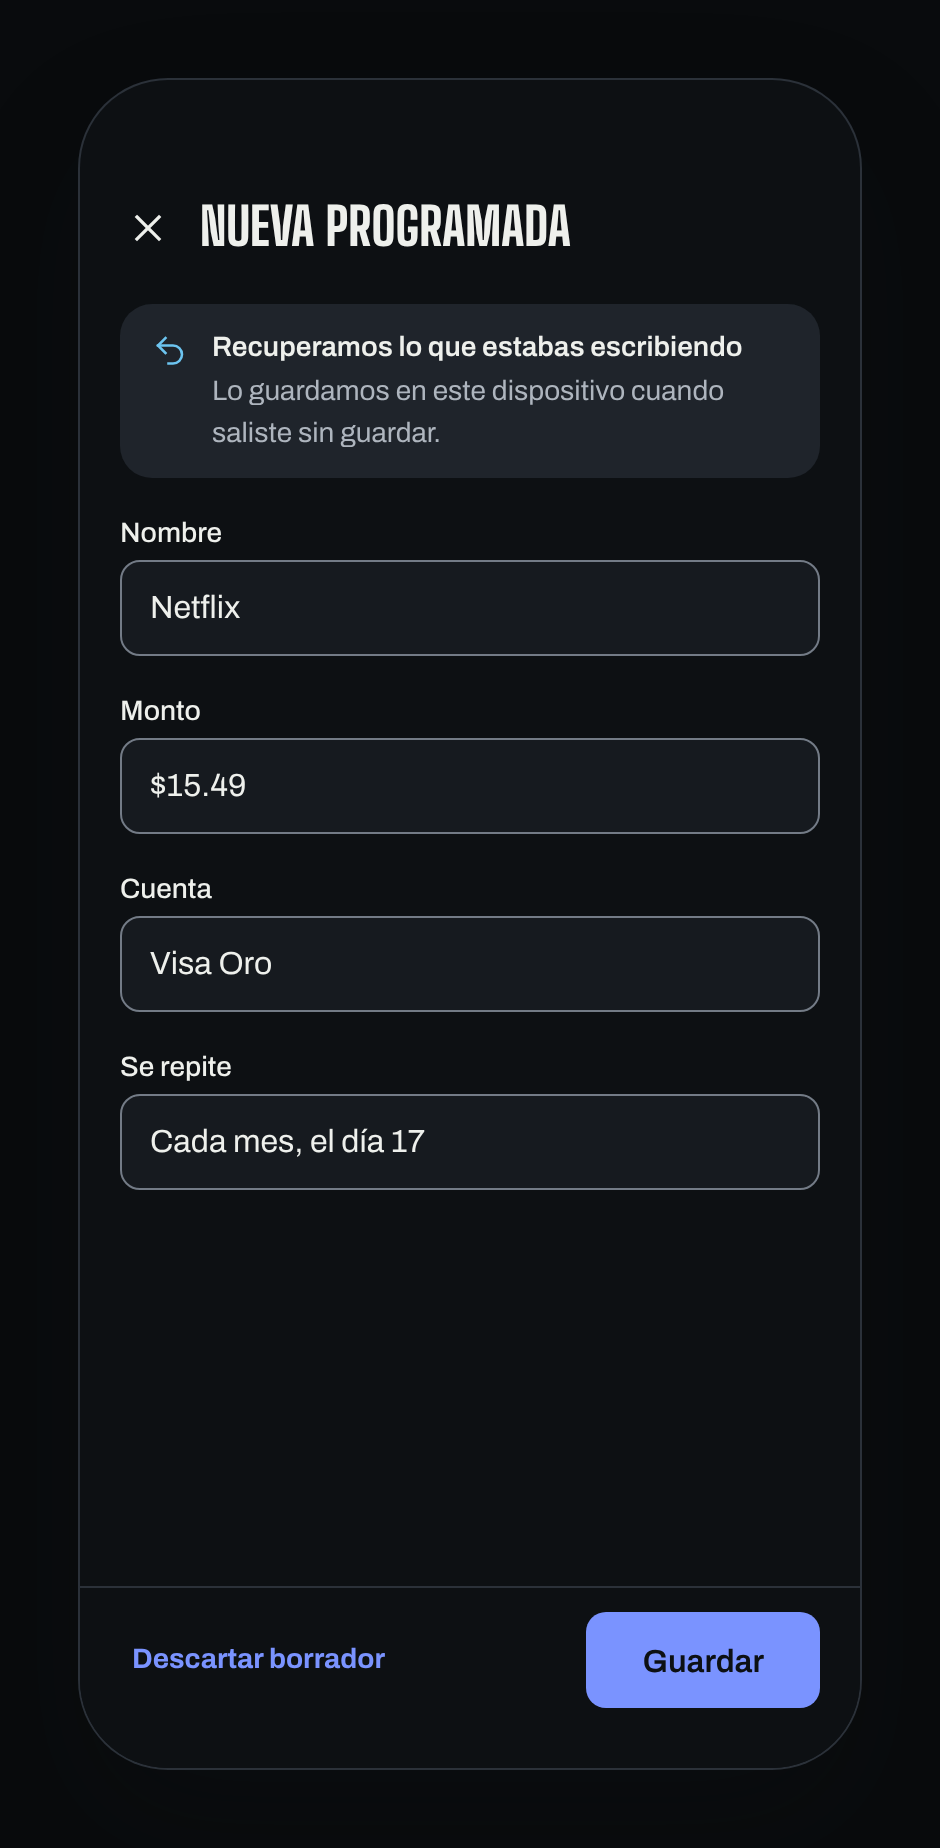 NUEVA PROGRAMADA
Recuperamos lo que estabas escribiendo
Lo guardamos en este dispositivo cuando
saliste sin guardar.
Nombre
Netflix
Monto
$15.49
Cuenta
Visa Oro
Se repite
Cada mes, el día 17
Descartar borrador
Guardar